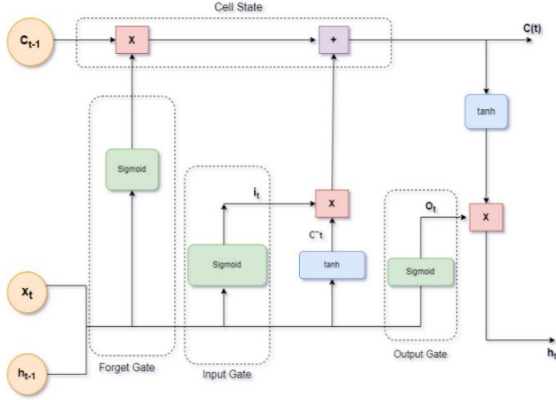 Cell State
C(t)
Ct-1
X
+
tanh
Sigmoid
it
X
Ot
X
C^t
Sigmoid
tanh
Sigmoid
xt
ht
Output Gate
Forget Gate
Input Gate
ht-1